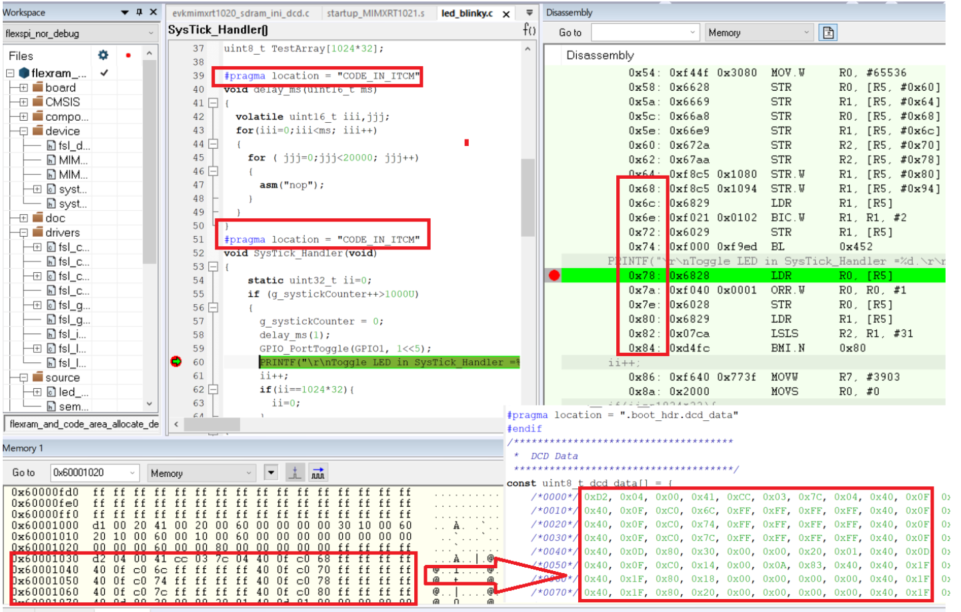 Workspace
flexspi_nor_debug
Files
flexram_...
board
CMSIS
compo...
device
fsl_d...
MIM...
MIM...
syst...
syst...
doc
drivers
fsl_c...
fsl_c...
fsl_c...
fsl_c...
fsl_g...
fsl_g...
fsl_i...
fsl_l...
fsl_l...
source
led_...
sem...
flexram_and_code_area_allocate_de
evkmimxrt1020_sdram_ini_dcd.c startup_MIMXRT1021.s led_blinky.c
SysTick_Handler()
f()
37 uint8_t TestArray[1024*32];
38
39 #pragma location = "CODE_IN_ITCM"
40 void delay_ms(uint16_t ms)
41 {
42 volatile uint16_t iii,jjj;
43 for(iii=0;iii<ms; iii++)
44 {
45 for ( jjj=0;jjj<20000; jjj++)
46 {
47 asm("nop");
48 }
49 }
50 }
51 #pragma location = "CODE_IN_ITCM"
52 void SysTick_Handler(void)
53 {
54 static uint32_t ii=0;
55 if (g_systickCounter++>1000U)
56 {
57 g_systickCounter = 0;
58 delay_ms(1);
59 GPIO_PortToggle(GPIO1, 1<<5);
60 PRINTF("\r\nToggle LED in SysTick_Handler =%
61 ii++;
62 if(ii==1024*32){
63 ii=0;
64 }
Disassembly
Go to Memory
Disassembly
0x54: 0xf44f 0x3080 MOV.W R0, #65536
0x58: 0x6628 STR R0, [R5, #0x60]
0x5a: 0x6669 STR R1, [R5, #0x64]
0x5c: 0x66a8 STR R0, [R5, #0x68]
0x5e: 0x66e9 STR R1, [R5, #0x6c]
0x60: 0x672a STR R2, [R5, #0x70]
0x62: 0x67aa STR R2, [R5, #0x78]
0x64: 0xf8c5 0x1080 STR.W R1, [R5, #0x80]
0x68: 0xf8c5 0x1094 STR.W R1, [R5, #0x94]
0x6c: 0x6829 LDR R1, [R5]
0x6e: 0xf021 0x0102 BIC.W R1, R1, #2
0x72: 0x6029 STR R1, [R5]
0x74: 0xf000 0xf9ed BL 0x452
PRINTF("\r\nToggle LED in SysTick_Handler =%d.\r\n
0x78: 0x6828 LDR R0, [R5]
0x7a: 0xf040 0x0001 ORR.W R0, R0, #1
0x7e: 0x6028 STR R0, [R5]
0x80: 0x6829 LDR R1, [R5]
0x82: 0x07ca LSLS R2, R1, #31
0x84: 0xd4fc BMI.N 0x80
ii++;
0x86: 0xf640 0x773f MOVW R7, #3903
0x8a: 0x2000 MOVS R0, #0
Memory 1
Go to 0x60001020 Memory
0x60000fd0 ff ff ff ff ff ff ff ff ff ff ff ff ff ff ff ff
0x60000fe0 ff ff ff ff ff ff ff ff ff ff ff ff ff ff ff ff
0x60000ff0 ff ff ff ff ff ff ff ff ff ff ff ff ff ff ff ff
0x60001000 d1 00 20 41 00 20 00 60 00 00 00 00 30 10 00 60
0x60001010 20 10 00 60 00 10 00 60 00 00 00 00 00 00 00 00
0x60001020 00 00 00 60 00 00 80 00 00 00 00 00 ff ff ff ff
0x60001030 d2 04 00 41 cc 03 7c 04 40 0f c0 68 ff ff ff ff
0x60001040 40 0f c0 6c ff ff ff ff 40 0f c0 70 ff ff ff ff
0x60001050 40 0f c0 74 ff ff ff ff 40 0f c0 78 ff ff ff ff
0x60001060 40 0f c0 7c ff ff ff ff 40 0f c0 80 ff ff ff ff
#pragma location = ".boot_hdr.dcd_data"
#endif
/*************************************
* DCD Data
*************************************/
const uint8_t dcd_data[] = {
/*0000*/ 0xD2, 0x04, 0x00, 0x41, 0xCC, 0x03, 0x7C, 0x04, 0x40, 0x0F
/*0010*/ 0x40, 0x0F, 0xC0, 0x6C, 0xFF, 0xFF, 0xFF, 0xFF, 0x40, 0x0F
/*0020*/ 0x40, 0x0F, 0xC0, 0x74, 0xFF, 0xFF, 0xFF, 0xFF, 0x40, 0x0F
/*0030*/ 0x40, 0x0F, 0xC0, 0x7C, 0xFF, 0xFF, 0xFF, 0xFF, 0x40, 0x0F
/*0040*/ 0x40, 0x0D, 0x81, 0x30, 0x00, 0x00, 0x20, 0x01, 0x40, 0x0D
/*0050*/ 0x40, 0x0F, 0xC0, 0x14, 0x00, 0x0A, 0x83, 0x40, 0x40, 0x1F
/*0060*/ 0x40, 0x1F, 0x80, 0x18, 0x00, 0x00, 0x00, 0x00, 0x40, 0x1F
/*0070*/ 0x40, 0x1F, 0x80, 0x20, 0x00, 0x00, 0x00, 0x00, 0x40, 0x1F